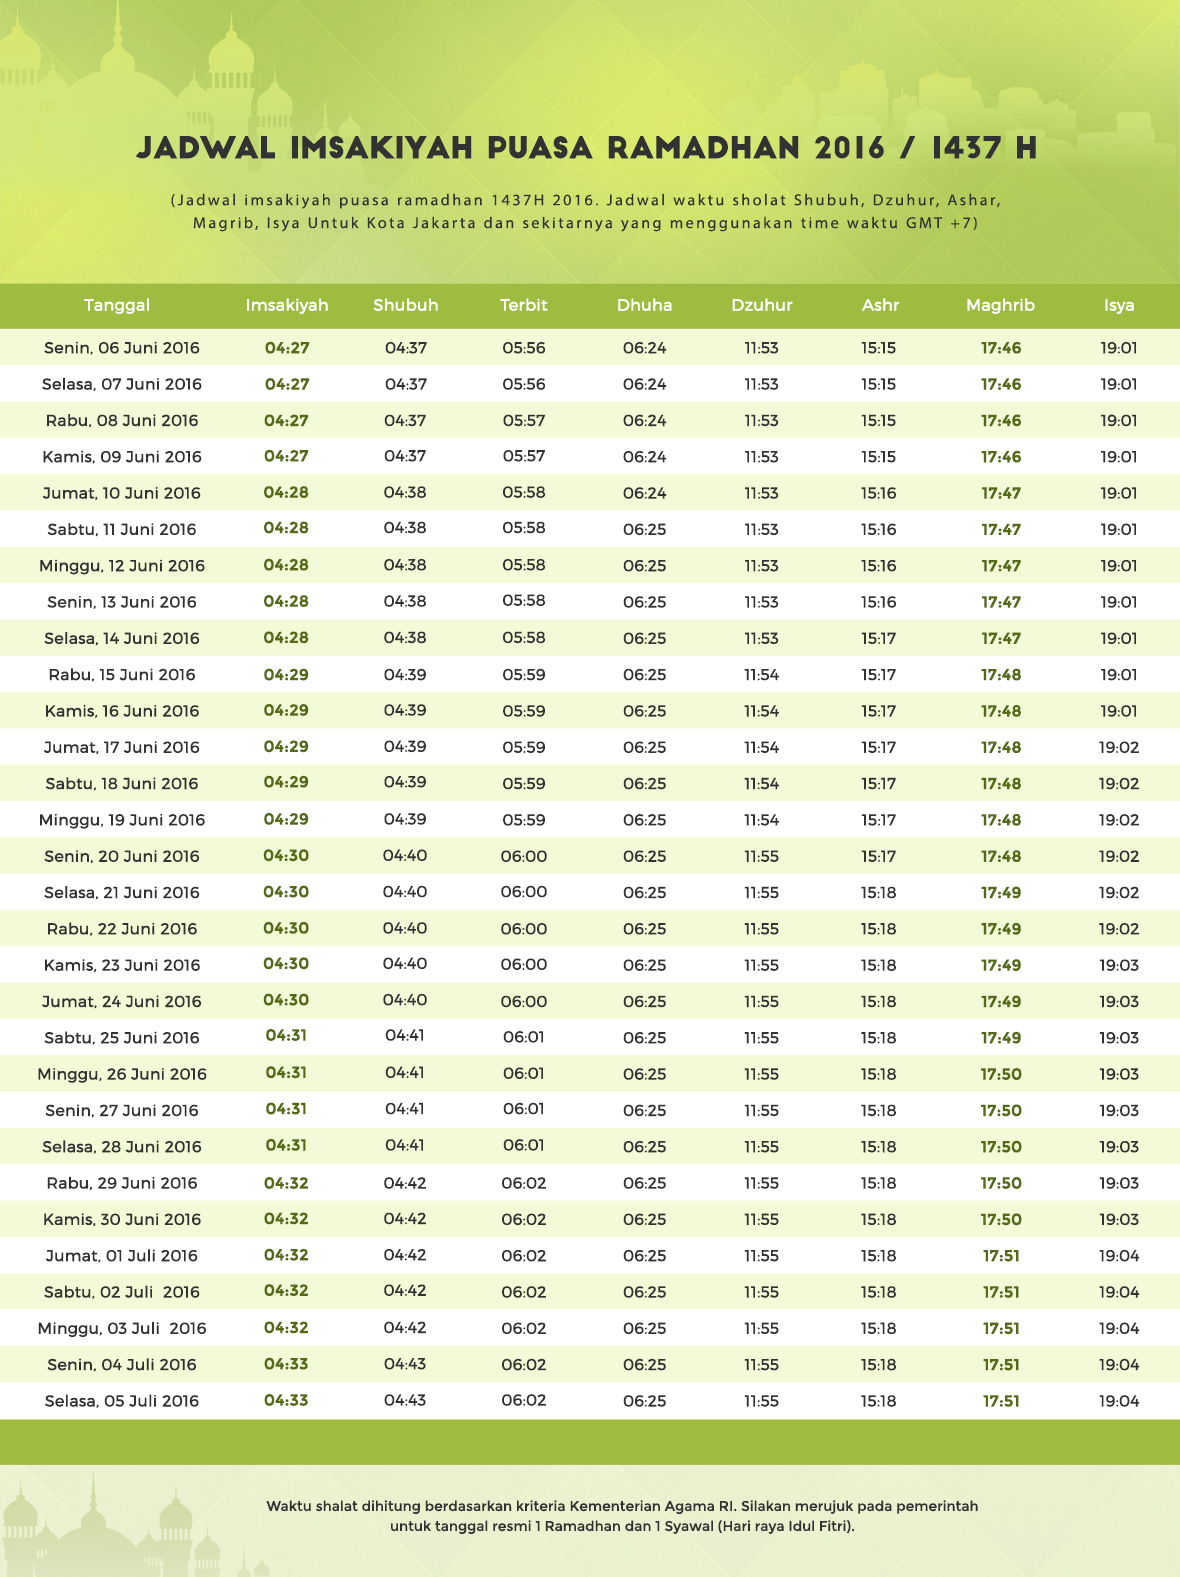 JADWAL IMSAKIYAH PUASA RAMADHAN 2016 / 1437 H
(Jadwal imsakiyah puasa ramadhan 1437H 2016. Jadwal waktu sholat Shubuh, Dzuhur, Ashar,
Magrib, Isya Untuk Kota Jakarta dan sekitarnya yang menggunakan time waktu GMT +7)
Tanggal Imsakiyah Shubuh Terbit Dhuha Dzuhur Ashr Maghrib Isya
Senin, 06 Juni 2016 04:27 04:37 05:56 06:24 11:53 15:15 17:46 19:01
Selasa, 07 Juni 2016 04:27 04:37 05:56 06:24 11:53 15:15 17:46 19:01
Rabu, 08 Juni 2016 04:27 04:37 05:57 06:24 11:53 15:15 17:46 19:01
Kamis, 09 Juni 2016 04:27 04:37 05:57 06:24 11:53 15:15 17:46 19:01
Jumat, 10 Juni 2016 04:28 04:38 05:58 06:24 11:53 15:16 17:47 19:01
Sabtu, 11 Juni 2016 04:28 04:38 05:58 06:25 11:53 15:16 17:47 19:01
Minggu, 12 Juni 2016 04:28 04:38 05:58 06:25 11:53 15:16 17:47 19:01
Senin, 13 Juni 2016 04:28 04:38 05:58 06:25 11:53 15:16 17:47 19:01
Selasa, 14 Juni 2016 04:28 04:38 05:58 06:25 11:53 15:17 17:47 19:01
Rabu, 15 Juni 2016 04:29 04:39 05:59 06:25 11:54 15:17 17:48 19:01
Kamis, 16 Juni 2016 04:29 04:39 05:59 06:25 11:54 15:17 17:48 19:01
Jumat, 17 Juni 2016 04:29 04:39 05:59 06:25 11:54 15:17 17:48 19:02
Sabtu, 18 Juni 2016 04:29 04:39 05:59 06:25 11:54 15:17 17:48 19:02
Minggu, 19 Juni 2016 04:29 04:39 05:59 06:25 11:54 15:17 17:48 19:02
Senin, 20 Juni 2016 04:30 04:40 06:00 06:25 11:55 15:17 17:48 19:02
Selasa, 21 Juni 2016 04:30 04:40 06:00 06:25 11:55 15:18 17:49 19:02
Rabu, 22 Juni 2016 04:30 04:40 06:00 06:25 11:55 15:18 17:49 19:02
Kamis, 23 Juni 2016 04:30 04:40 06:00 06:25 11:55 15:18 17:49 19:03
Jumat, 24 Juni 2016 04:30 04:40 06:00 06:25 11:55 15:18 17:49 19:03
Sabtu, 25 Juni 2016 04:31 04:41 06:01 06:25 11:55 15:18 17:49 19:03
Minggu, 26 Juni 2016 04:31 04:41 06:01 06:25 11:55 15:18 17:50 19:03
Senin, 27 Juni 2016 04:31 04:41 06:01 06:25 11:55 15:18 17:50 19:03
Selasa, 28 Juni 2016 04:31 04:41 06:01 06:25 11:55 15:18 17:50 19:03
Rabu, 29 Juni 2016 04:32 04:42 06:02 06:25 11:55 15:18 17:50 19:03
Kamis, 30 Juni 2016 04:32 04:42 06:02 06:25 11:55 15:18 17:50 19:03
Jumat, 01 Juli 2016 04:32 04:42 06:02 06:25 11:55 15:18 17:51 19:04
Sabtu, 02 Juli 2016 04:32 04:42 06:02 06:25 11:55 15:18 17:51 19:04
Minggu, 03 Juli 2016 04:32 04:42 06:02 06:25 11:55 15:18 17:51 19:04
Senin, 04 Juli 2016 04:33 04:43 06:02 06:25 11:55 15:18 17:51 19:04
Selasa, 05 Juli 2016 04:33 04:43 06:02 06:25 11:55 15:18 17:51 19:04
Waktu shalat dihitung berdasarkan kriteria Kementerian Agama RI. Silakan merujuk pada pemerintah
untuk tanggal resmi 1 Ramadhan dan 1 Syawal (Hari raya Idul Fitri).